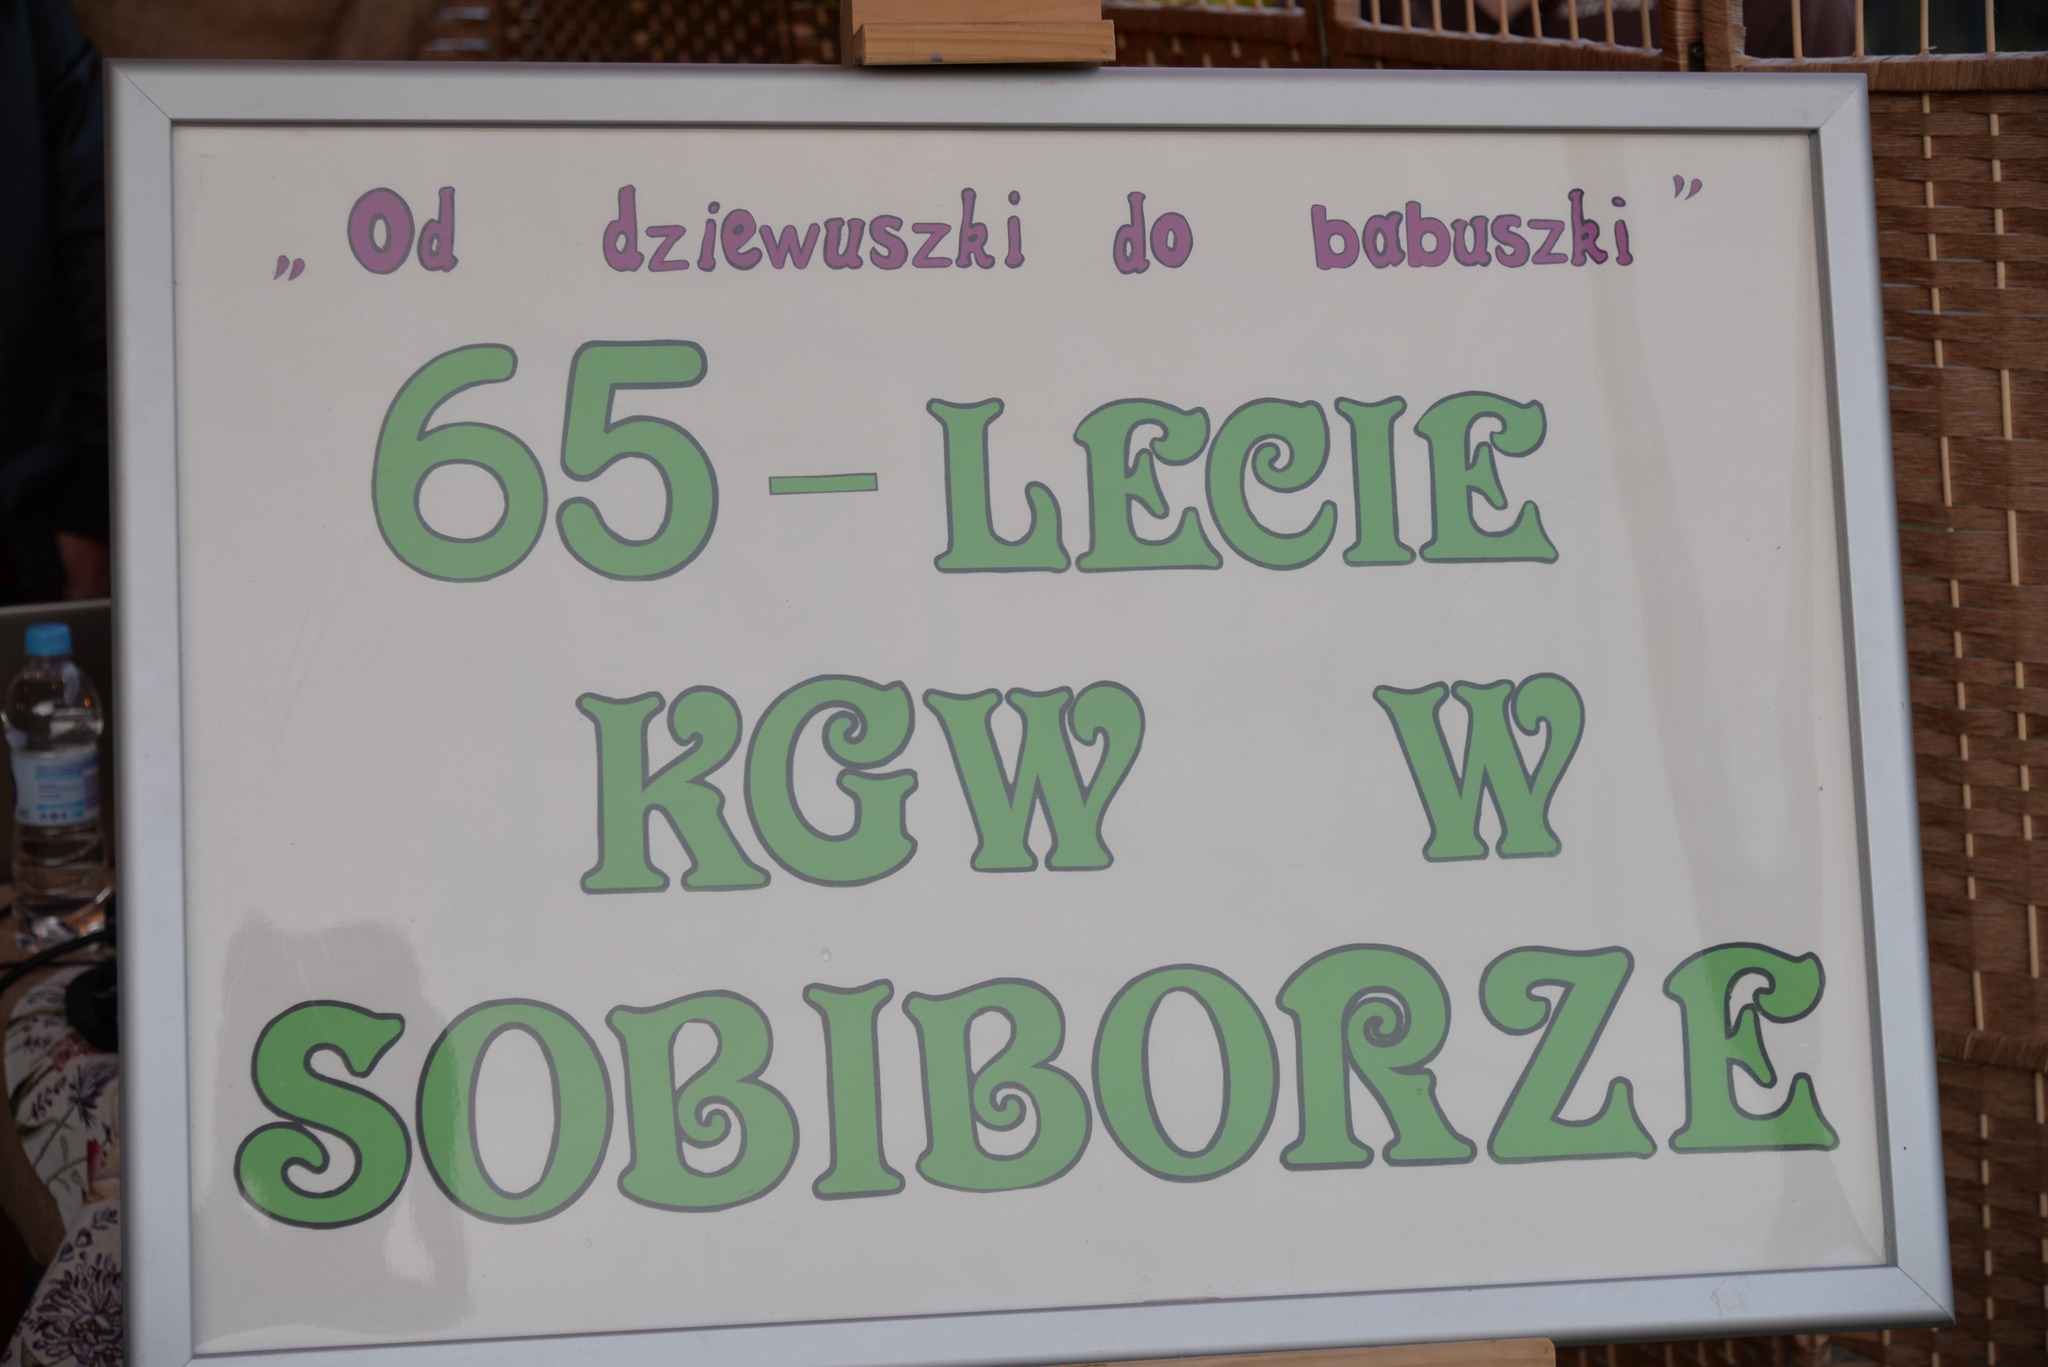 „Od dziewuszki do babuszki”
65 – LECIE
KGW W
SOBIBORZE